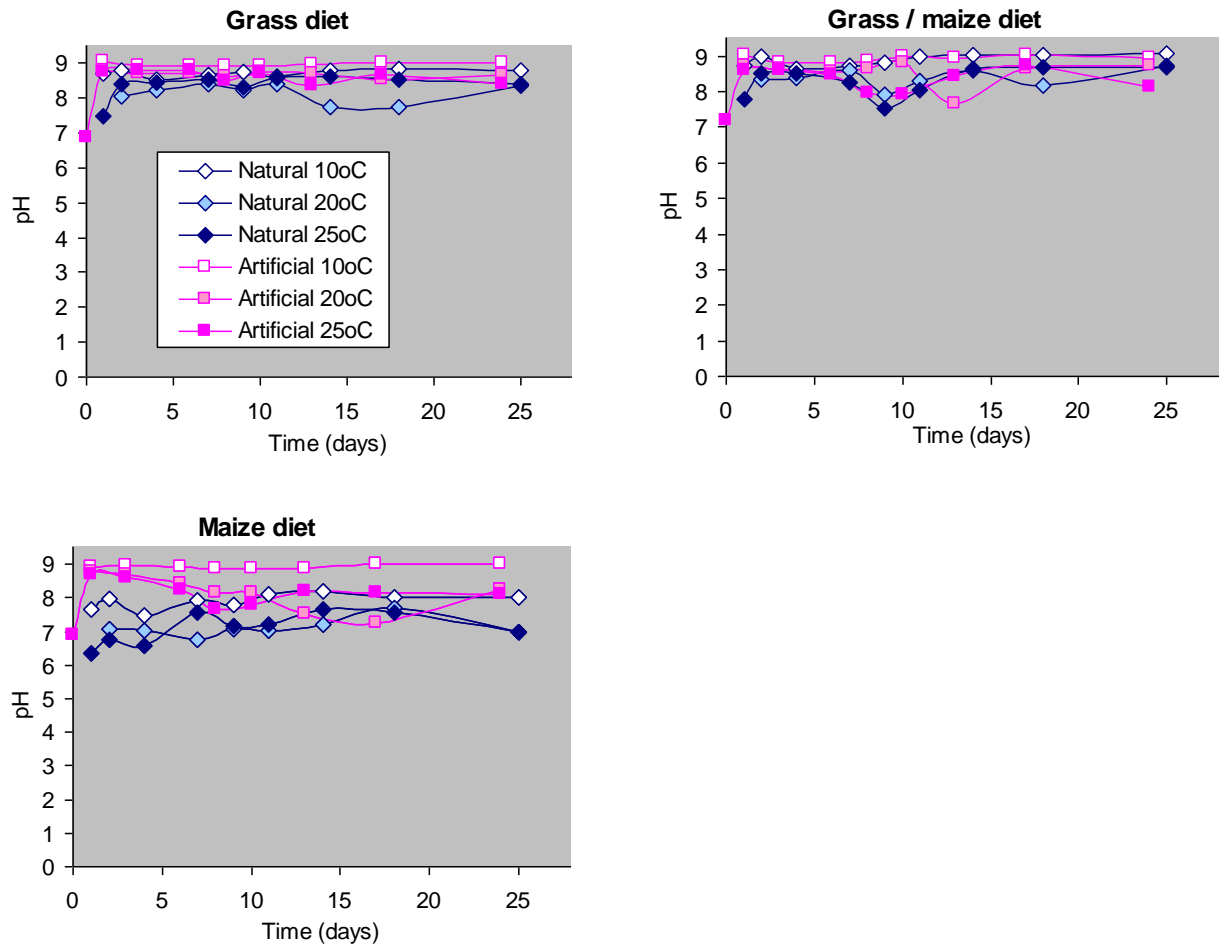 Grass diet
9
8
7
6
5
4
3
2
1
0
pH
0 5 10 15 20 25
Time (days)
Natural 10oC
Natural 20oC
Natural 25oC
Artificial 10oC
Artificial 20oC
Artificial 25oC
Grass / maize diet
9
8
7
6
5
4
3
2
1
0
pH
0 5 10 15 20 25
Time (days)
Maize diet
9
8
7
6
5
4
3
2
1
0
pH
0 5 10 15 20 25
Time (days)